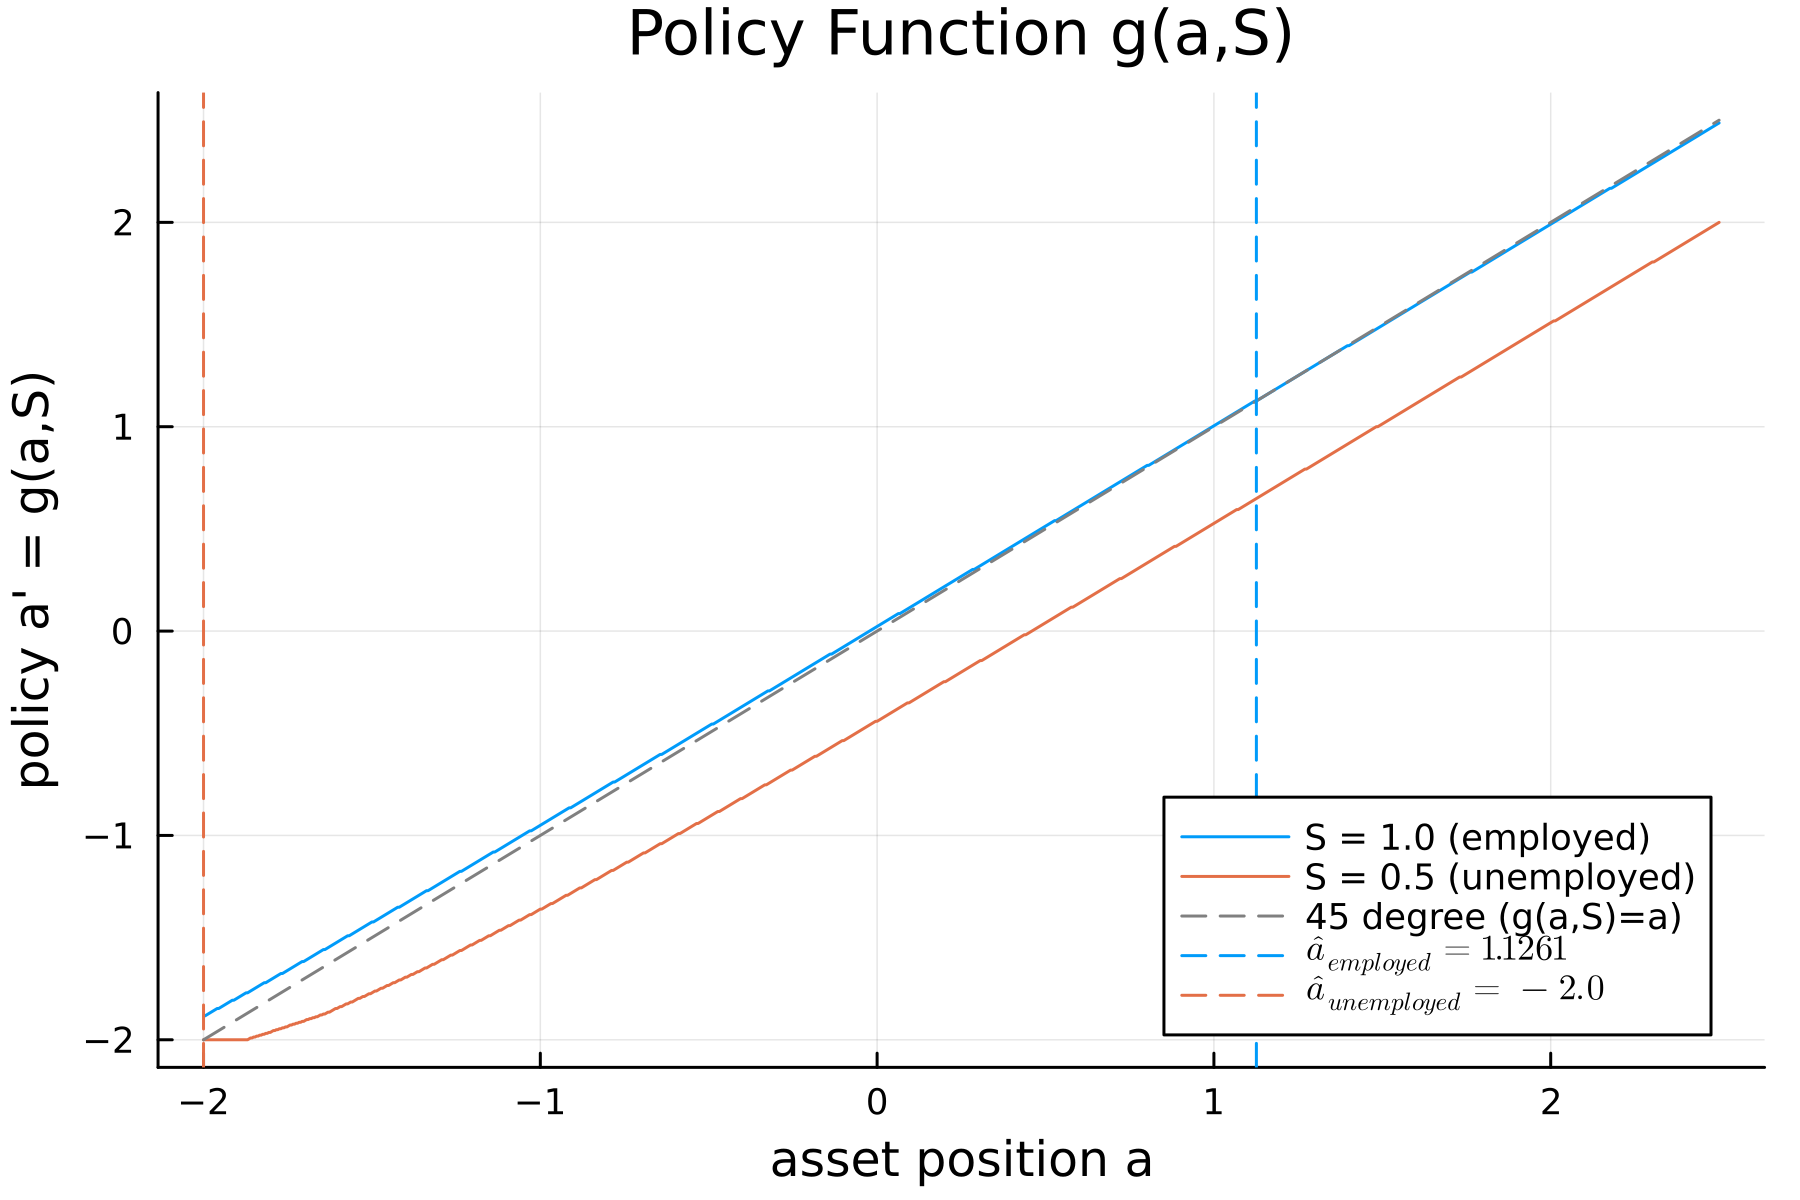 Policy Function g(a,S)
policy a' = g(a,S)
2
1
0
−1
−2
S = 1.0 (employed)
S = 0.5 (unemployed)
45 degree (g(a,S)=a)
â_employed = 1.1261
â_unemployed = −2.0
−2 −1 0 1 2
asset position a